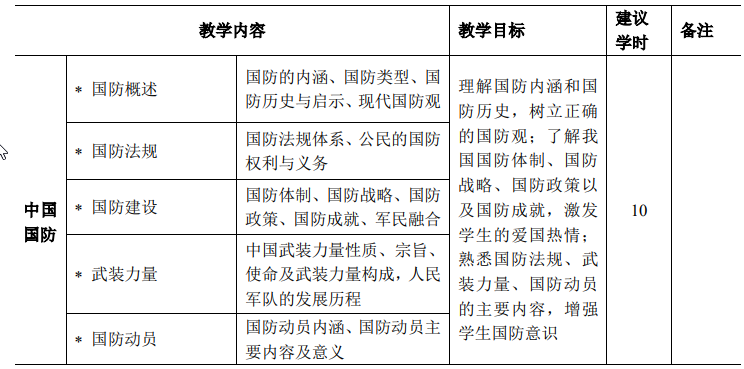 教学内容
教学目标
建议
学时
备注
中国
国防
* 国防概述
国防的内涵、国防类型、国
防历史与启示、现代国防观
* 国防法规
国防法规体系、公民的国防
权利与义务
* 国防建设
国防体制、国防战略、国防
政策、国防成就、军民融合
* 武装力量
中国武装力量性质、宗旨、
使命及武装力量构成，人民
军队的发展历程
* 国防动员
国防动员内涵、国防动员主
要内容及意义
理解国防内涵和国
防历史，树立正确
的国防观；了解我
国国防体制、国防
战略、国防政策以
及国防成就，激发
学生的爱国热情；
熟悉国防法规、武
装力量、国防动员
的主要内容，增强
学生国防意识
10